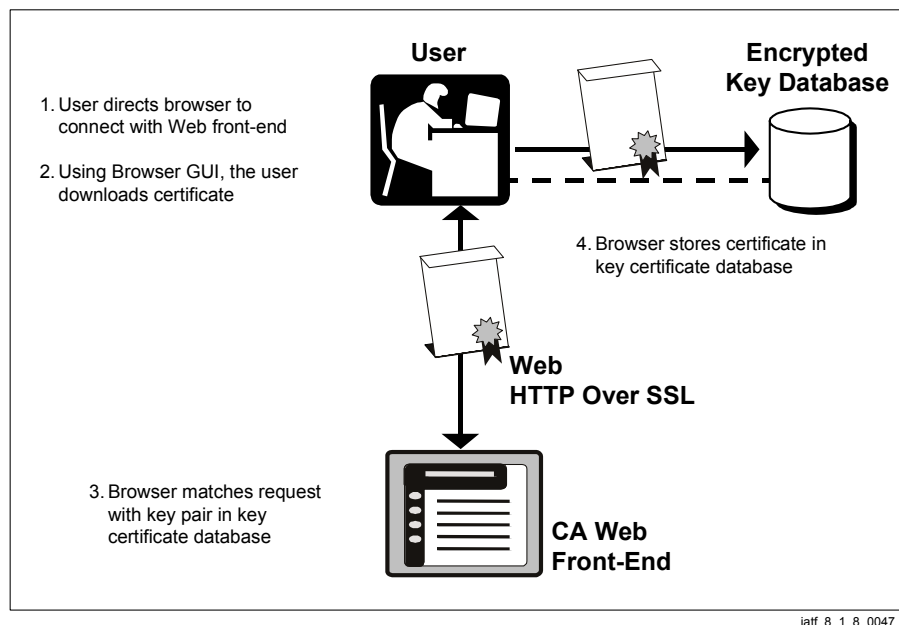 User
Encrypted
Key Database
1. User directs browser to
connect with Web front-end
2. Using Browser GUI, the user
downloads certificate
4. Browser stores certificate in
key certificate database
Web
HTTP Over SSL
3. Browser matches request
with key pair in key
certificate database
CA Web
Front-End
iatf_8_1_8_0047